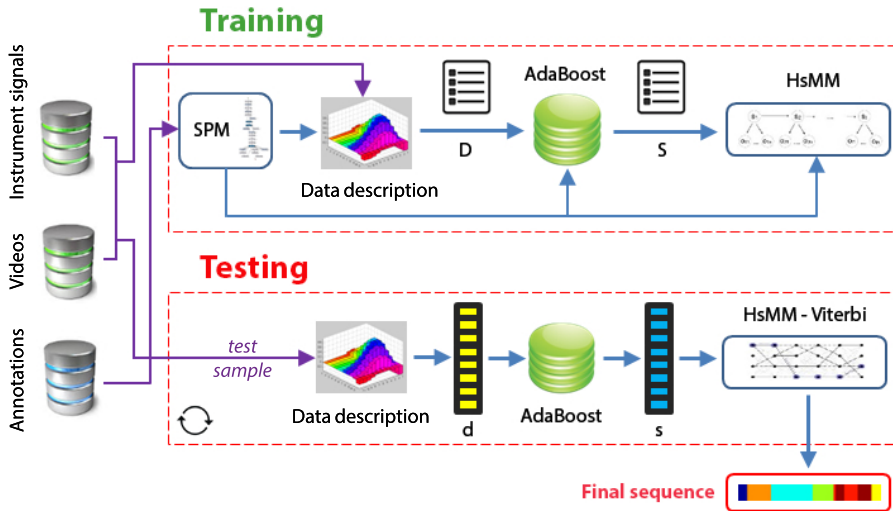 Training
Instrument signals
Videos
Annotations
SPM
Data description
D
AdaBoost
S
HsMM
Testing
test
sample
Data description
d
AdaBoost
s
HsMM - Viterbi
Final sequence